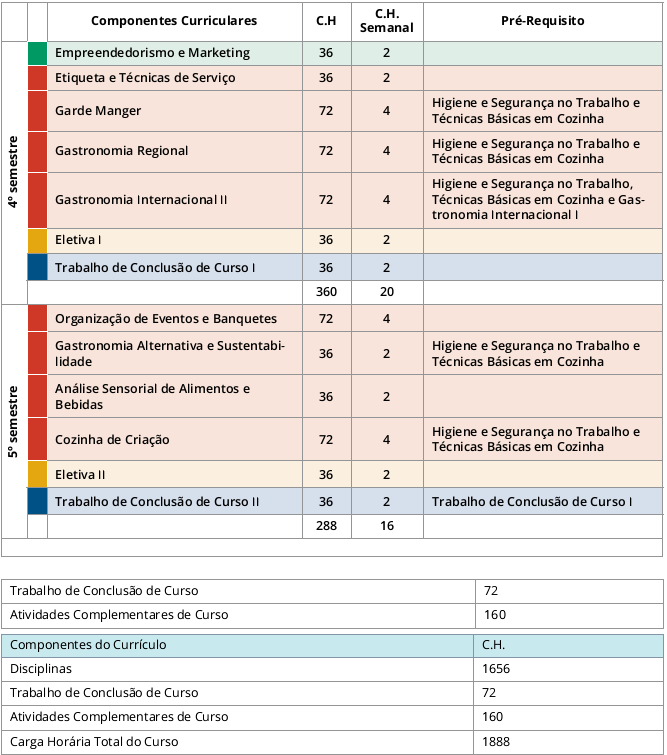 Componentes Curriculares C.H C.H. Semanal Pré-Requisito
4º semestre
Empreendedorismo e Marketing 36 2
Etiqueta e Técnicas de Serviço 36 2
Garde Manger 72 4 Higiene e Segurança no Trabalho e
Técnicas Básicas em Cozinha
Gastronomia Regional 72 4 Higiene e Segurança no Trabalho e
Técnicas Básicas em Cozinha
Gastronomia Internacional II 72 4 Higiene e Segurança no Trabalho,
Técnicas Básicas em Cozinha e Gas-
tronomia Internacional I
Eletiva I 36 2
Trabalho de Conclusão de Curso I 36 2
360 20
5º semestre
Organização de Eventos e Banquetes 72 4
Gastronomia Alternativa e Sustentabi-
lidade 36 2 Higiene e Segurança no Trabalho e
Técnicas Básicas em Cozinha
Análise Sensorial de Alimentos e
Bebidas 36 2
Cozinha de Criação 72 4 Higiene e Segurança no Trabalho e
Técnicas Básicas em Cozinha
Eletiva II 36 2
Trabalho de Conclusão de Curso II 36 2 Trabalho de Conclusão de Curso I
288 16
Trabalho de Conclusão de Curso 72
Atividades Complementares de Curso 160
Componentes do Currículo C.H.
Disciplinas 1656
Trabalho de Conclusão de Curso 72
Atividades Complementares de Curso 160
Carga Horária Total do Curso 1888